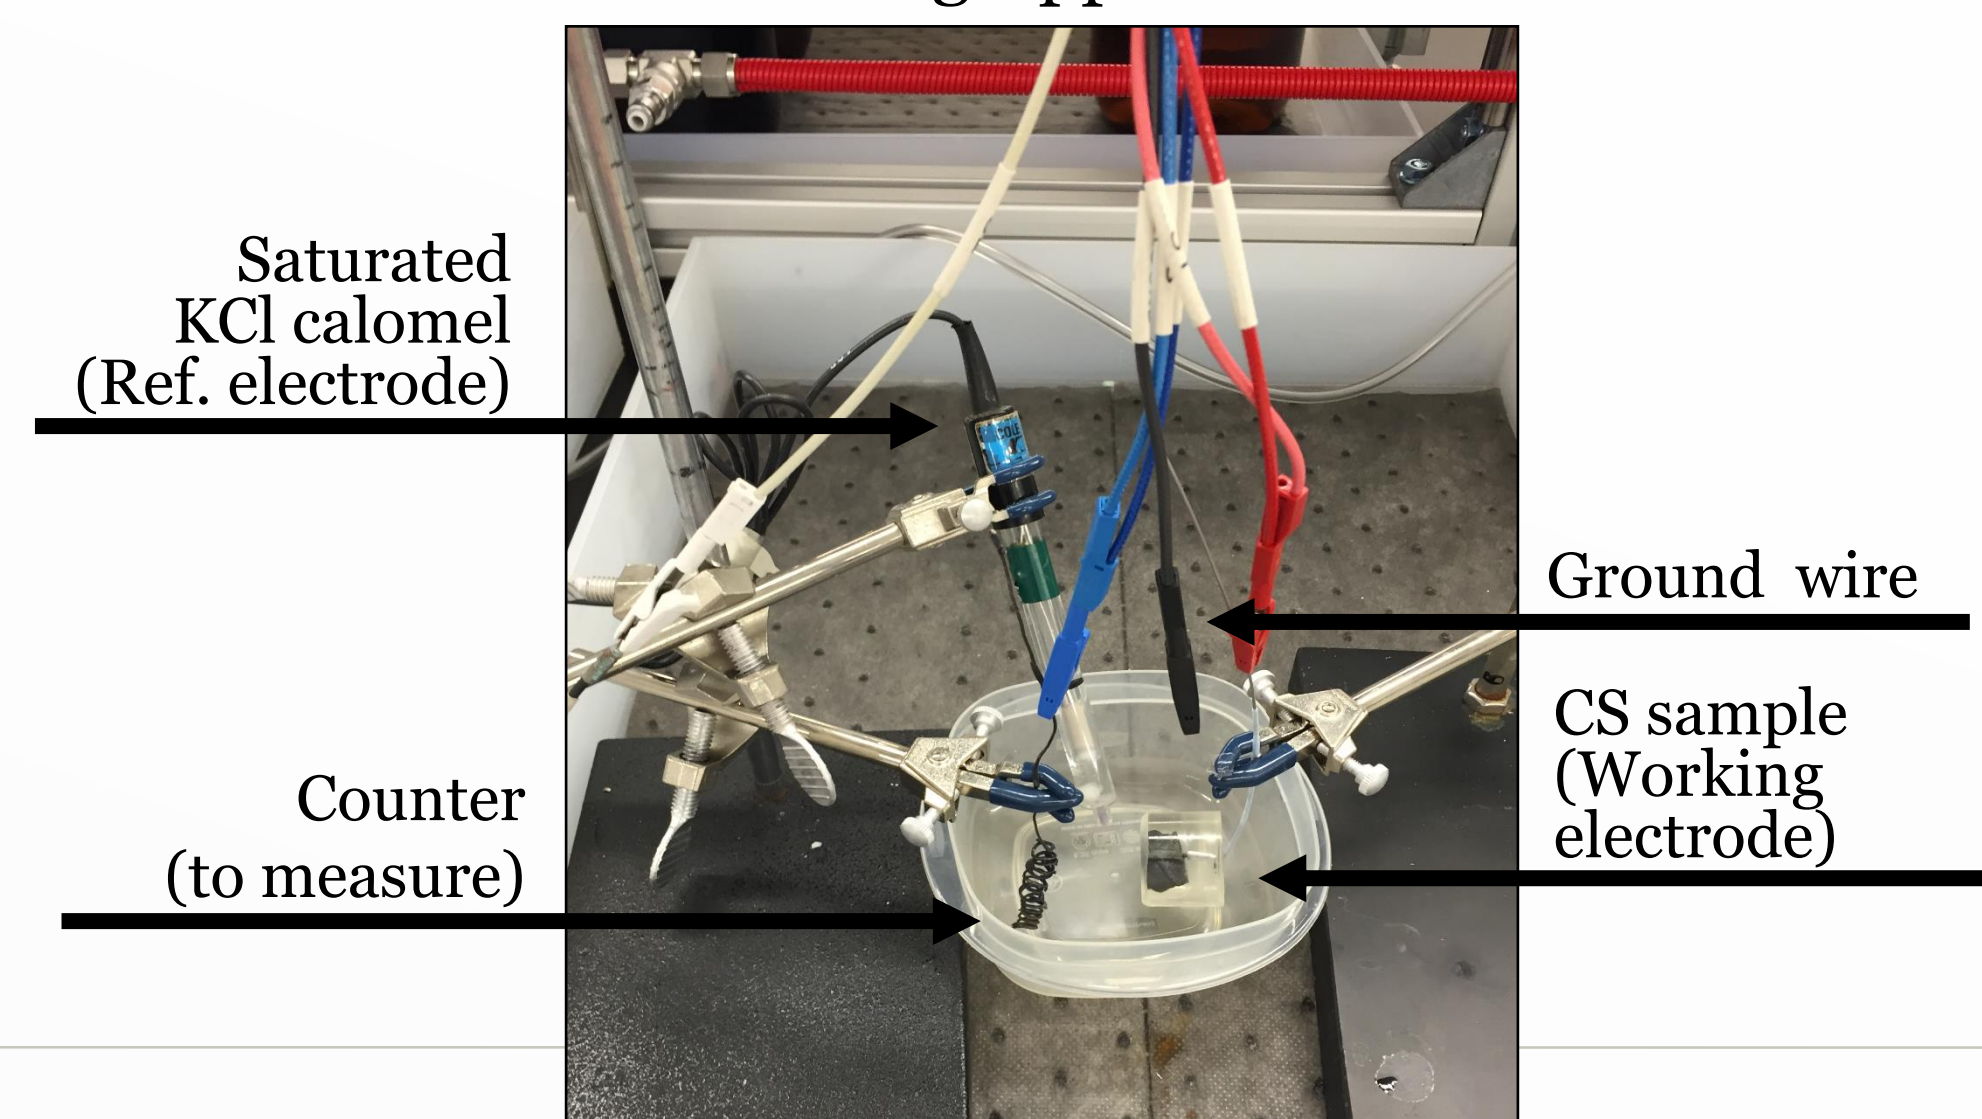 Saturated
KCl calomel
(Ref. electrode)
Ground wire
CS sample
(Working
electrode)
Counter
(to measure)